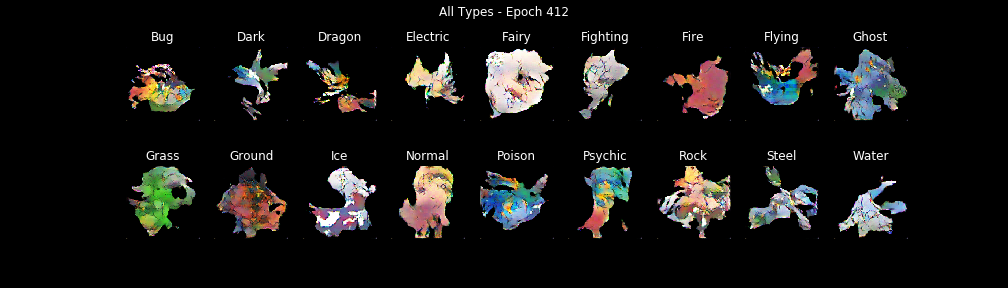 All Types - Epoch 412
Bug Dark Dragon Electric Fairy Fighting Fire Flying Ghost
Grass Ground Ice Normal Poison Psychic Rock Steel Water